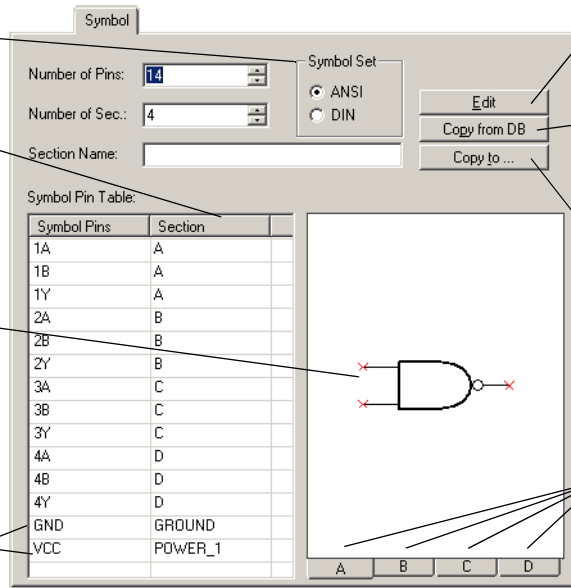 Symbol
Number of Pins: 14
Symbol Set
ANSI
DIN
Number of Sec.: 4
Edit
Copy from DB
Copy to ...
Section Name:
Symbol Pin Table:
Symbol Pins Section
1A A
1B A
1Y A
2A B
2B B
2Y B
3A C
3B C
3Y C
4A D
4B D
4Y D
GND GROUND
VCC POWER_1
A B C D